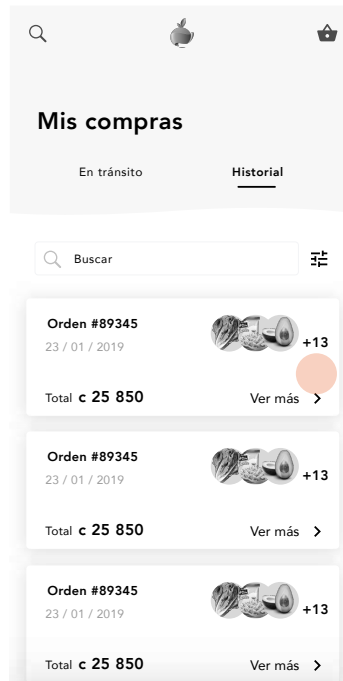 Mis compras
En tránsito Historial
Buscar
Orden #89345
23 / 01 / 2019
+13
Total c 25 850 Ver más
Orden #89345
23 / 01 / 2019
+13
Total c 25 850 Ver más
Orden #89345
23 / 01 / 2019
+13
Total c 25 850 Ver más